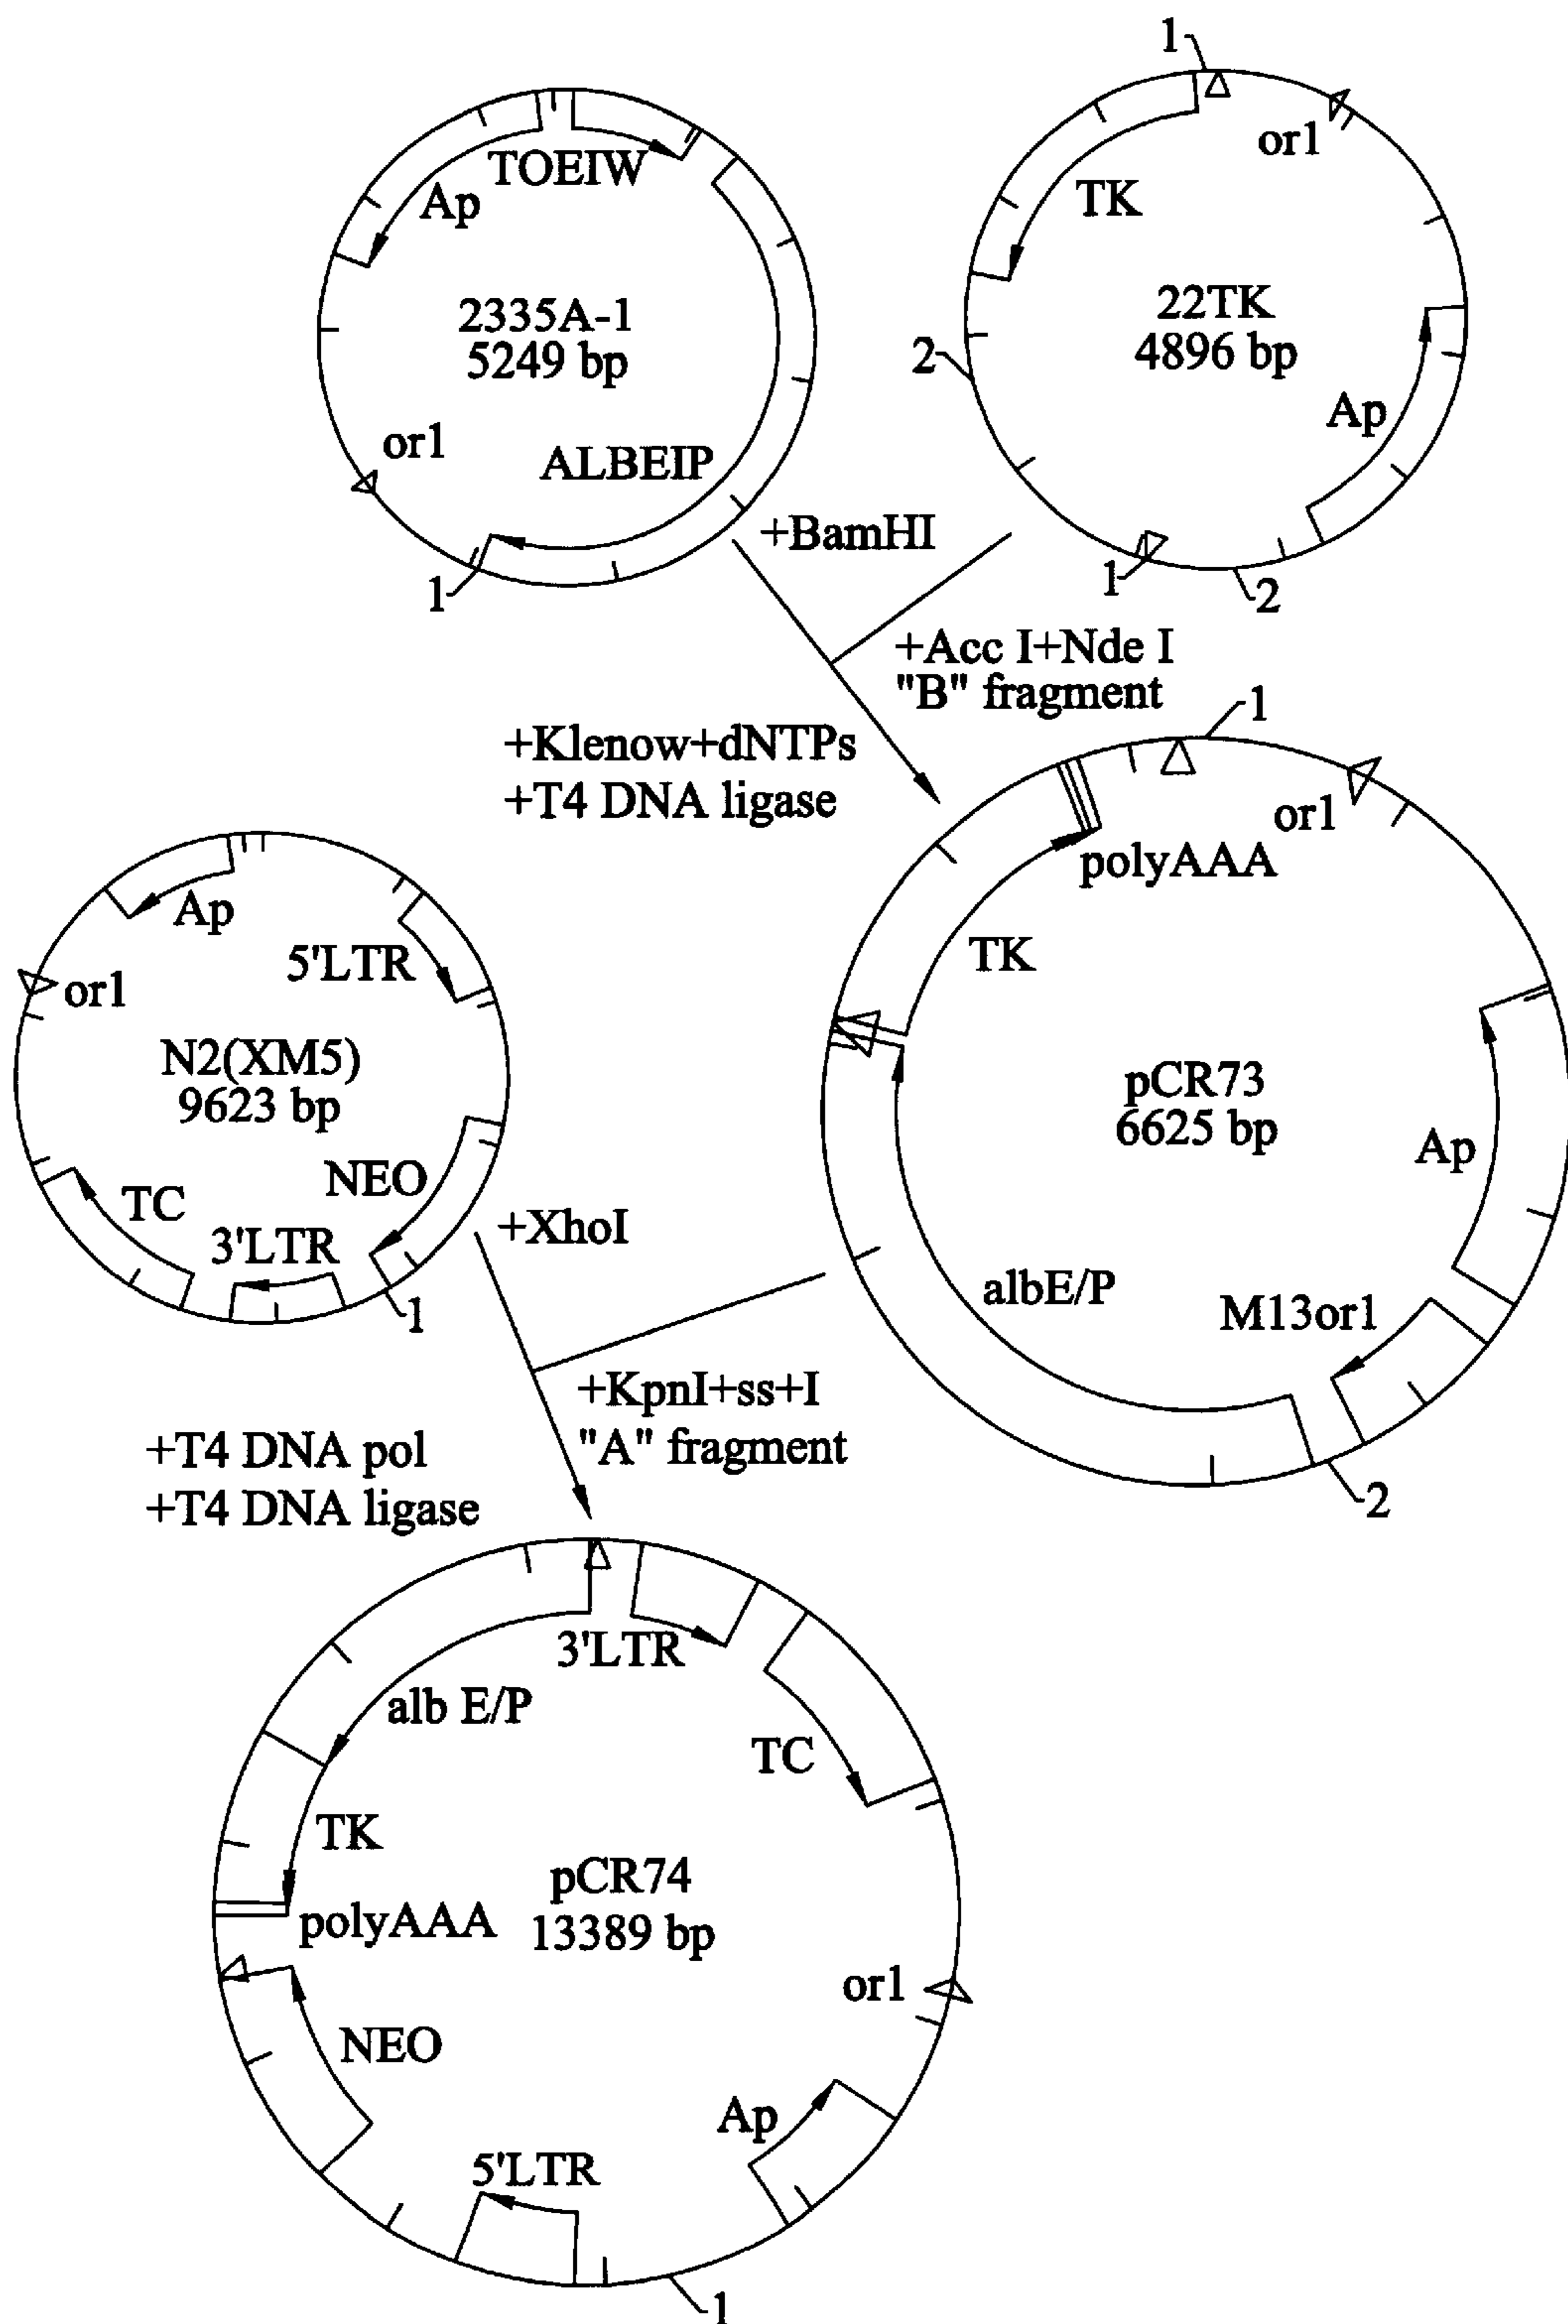 1
TOEIW
Ap
2335A-1
5249 bp
or1
ALBEIP
1
or1
TK
22TK
4896 bp
2
Ap
1
2
+BamHI
+Acc I+Nde I
"B" fragment
+Klenow+dNTPs
+T4 DNA ligase
1
or1
polyAAA
TK
pCR73
6625 bp
Ap
albE/P
M13or1
2
Ap
5'LTR
or1
N2(XM5)
9623 bp
NEO
TC
3'LTR
1
+XhoI
+KpnI+ss+I
"A" fragment
+T4 DNA pol
+T4 DNA ligase
3'LTR
alb E/P
TC
TK
pCR74
13389 bp
polyAAA
or1
NEO
Ap
5'LTR
1